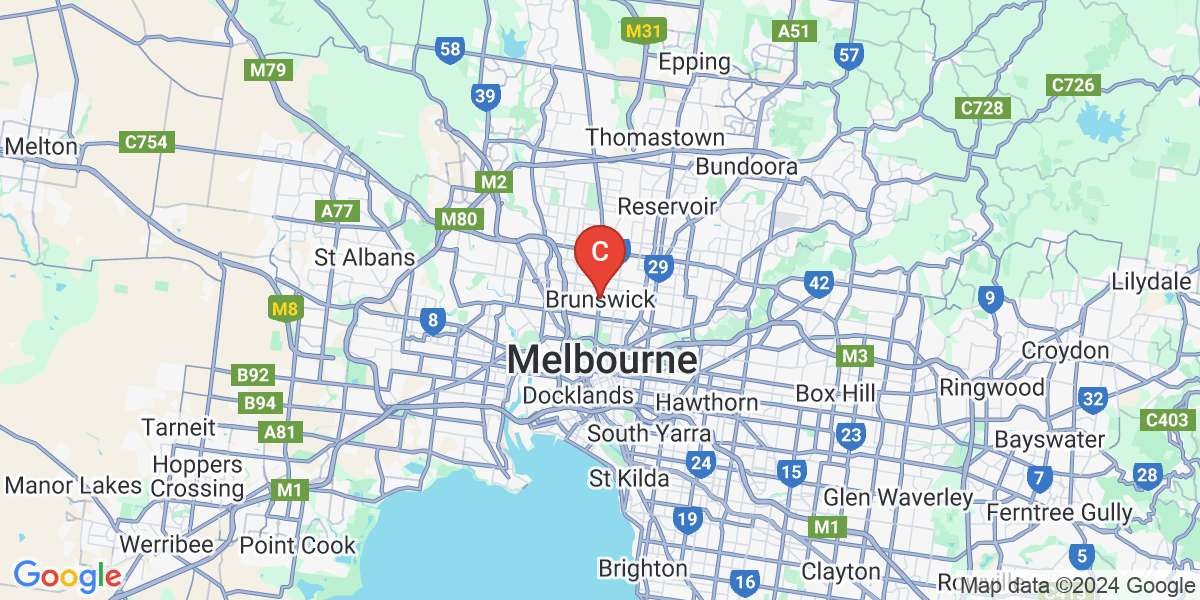 M31
A51
58
57
Epping
M79
39
C726
C728
Thomastown
Melton
C754
Bundoora
M2
A77
Reservoir
M80
C
St Albans
29
42
Lilydale
Brunswick
9
M8
8
Melbourne
M3
Croydon
B92
Ringwood
Box Hill
Docklands
Hawthorn
32
B94
C403
Tarneit
A81
South Yarra
23
Bayswater
Hoppers
Crossing
24
15
7
28
St Kilda
Manor Lakes
M1
Glen Waverley
Ferntree Gully
19
M1
Werribee
Point Cook
5
Brighton
Clayton
16
Google
Map data ©2024 Google